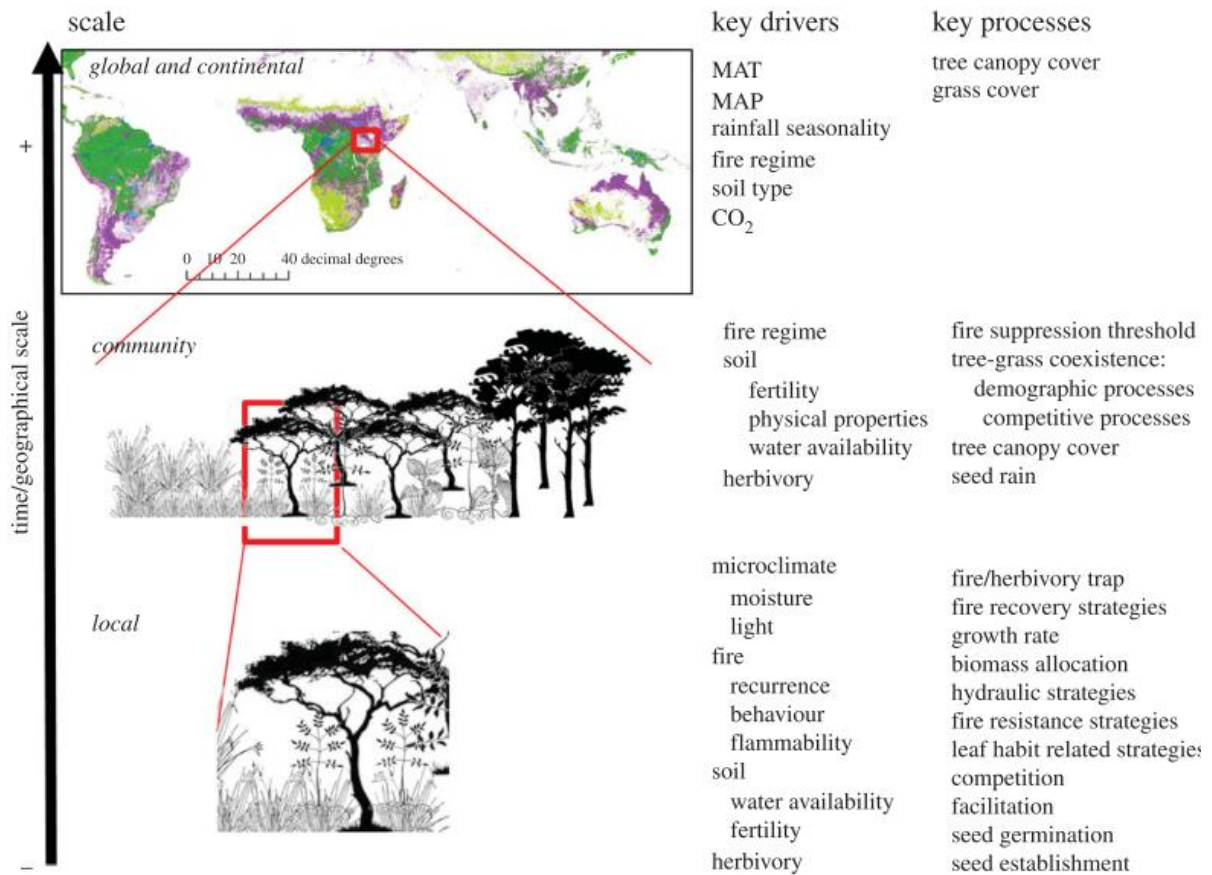 scale
key drivers
key processes
global and continental
MAT
MAP
rainfall seasonality
fire regime
soil type
CO2
tree canopy cover
grass cover
0 10 20 40 decimal degrees
+
time/geographical scale
–
community
fire regime
soil
fertility
physical properties
water availability
herbivory
fire suppression threshold
tree-grass coexistence:
demographic processes
competitive processes
tree canopy cover
seed rain
local
microclimate
moisture
light
fire
recurrence
behaviour
flammability
soil
water availability
fertility
herbivory
fire/herbivory trap
fire recovery strategies
growth rate
biomass allocation
hydraulic strategies
fire resistance strategies
leaf habit related strategies
competition
facilitation
seed germination
seed establishment